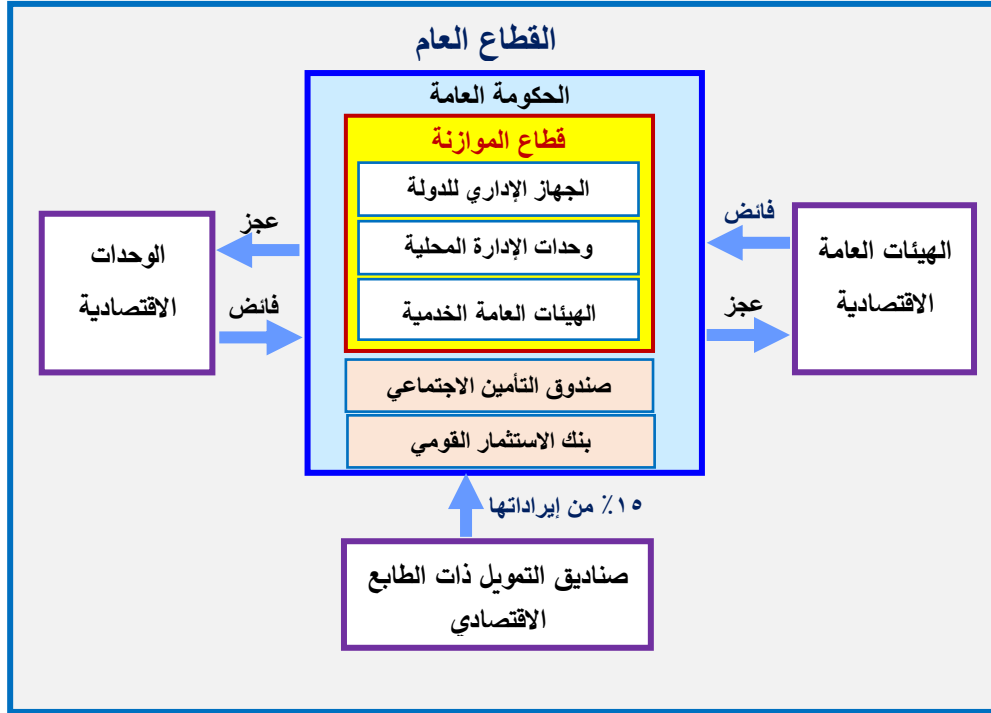 القطاع العام
الحكومة العامة
قطاع الموازنة
الجهاز الإداري للدولة
وحدات الإدارة المحلية
الهيئات العامة الخدمية
صندوق التأمين الاجتماعي
بنك الاستثمار القومي
فائض
الهيئات العامة
الاقتصادية
عجز
عجز
الوحدات
الاقتصادية
فائض
١٥٪ من إيراداتها
صناديق التمويل ذات الطابع
الاقتصادي